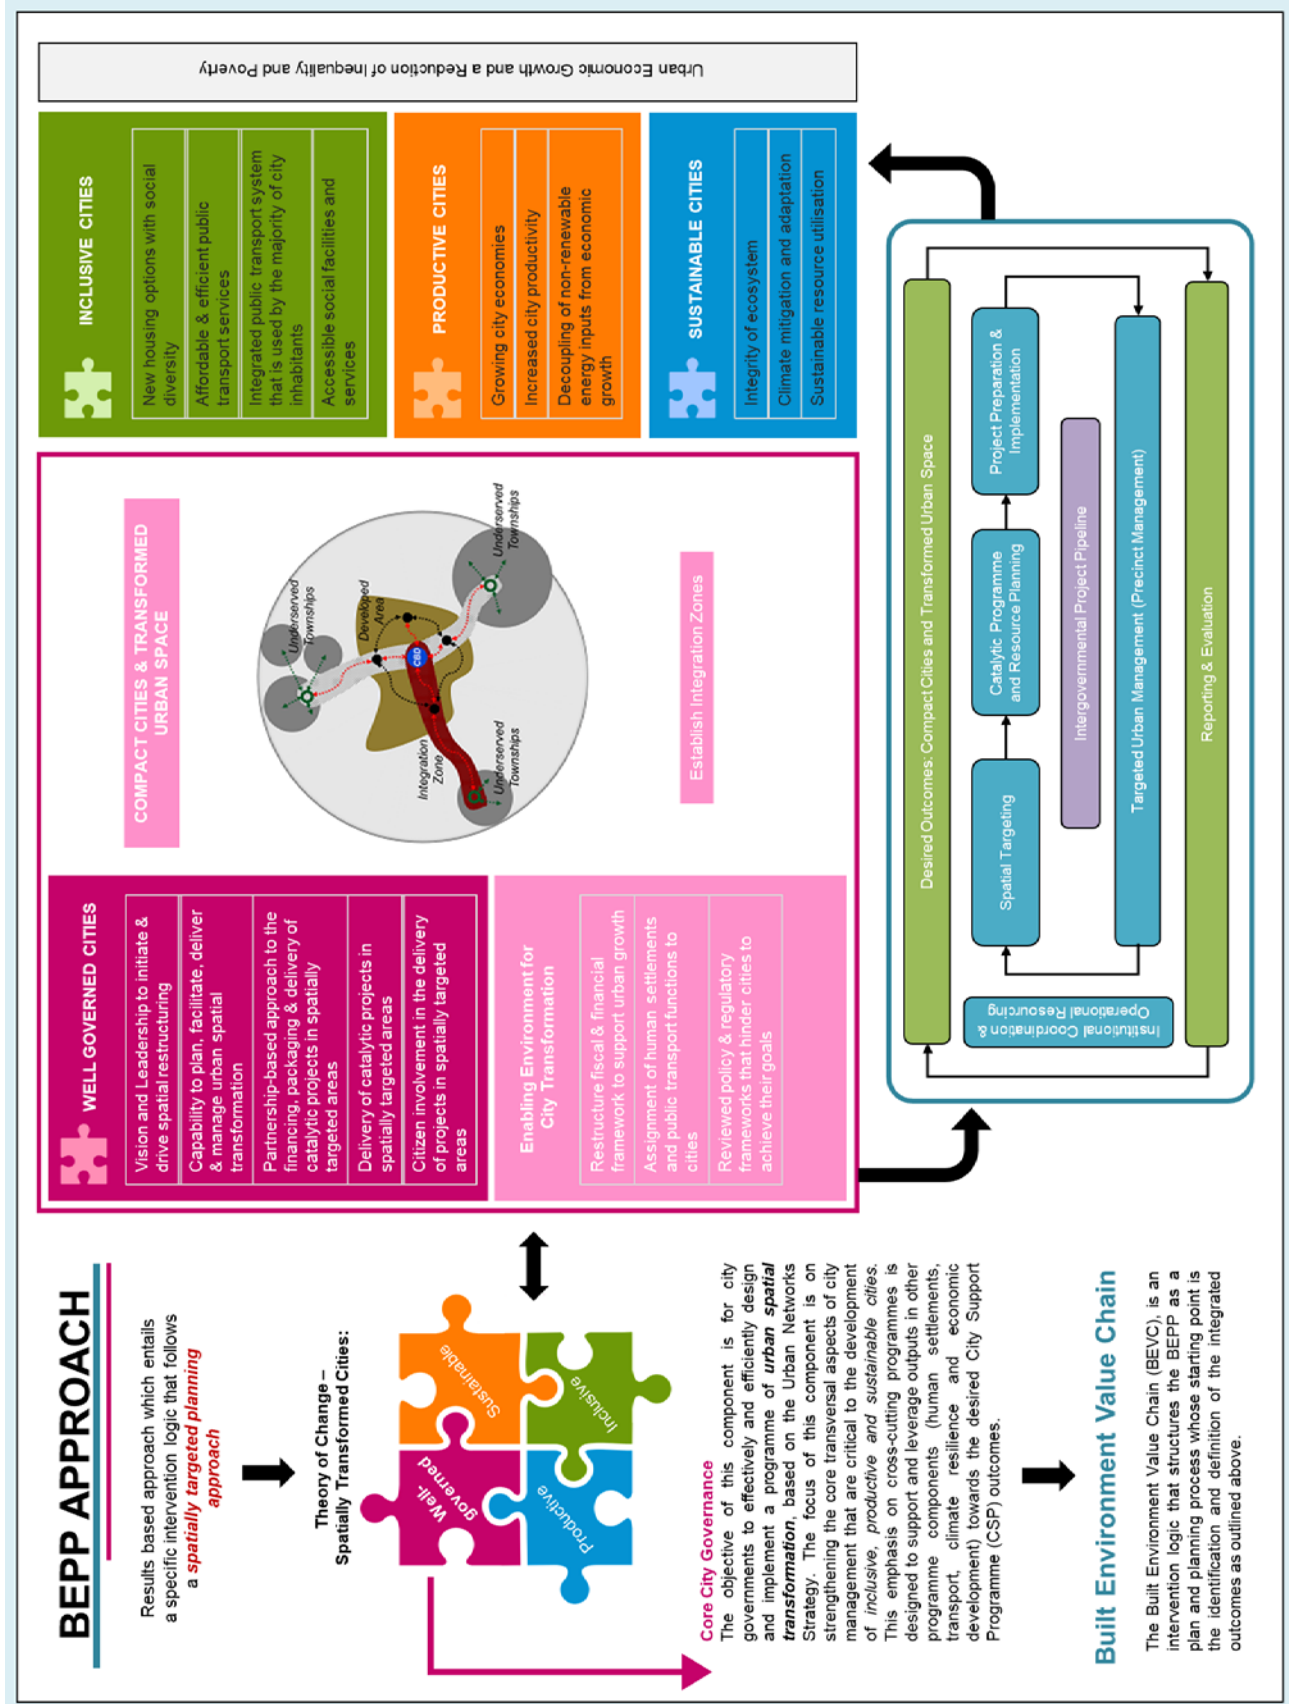 BEPP APPROACH
Results based approach which entails
a specific intervention logic that follows
a spatially targeted planning
approach
Theory of Change –
Spatially Transformed Cities:
Well-
governed
Sustainable
Productive
Inclusive
Core City Governance
The objective of this component is for city
governments to effectively and efficiently design
and implement a programme of urban spatial
transformation, based on the Urban Networks
Strategy. The focus of this component is on
strengthening the core transversal aspects of city
management that are critical to the development
of inclusive, productive and sustainable cities.
This emphasis on cross-cutting programmes is
designed to support and leverage outputs in other
programme components (human settlements,
transport, climate resilience and economic
development) towards the desired City Support
Programme (CSP) outcomes.
Built Environment Value Chain
The Built Environment Value Chain (BEVC), is an
intervention logic that structures the BEPP as a
plan and planning process whose starting point is
the identification and definition of the integrated
outcomes as outlined above.
WELL GOVERNED CITIES
Vision and Leadership to initiate &
drive spatial restructuring
Capability to plan, facilitate, deliver
& manage urban spatial
transformation
Partnership-based approach to the
financing, packaging & delivery of
catalytic projects in spatially
targeted areas
Delivery of catalytic projects in
spatially targeted areas
Citizen involvement in the delivery
of projects in spatially targeted
areas
Enabling Environment for
City Transformation
Restructure fiscal & financial
framework to support urban growth
Assignment of human settlements
and public transport functions to
cities
Reviewed policy & regulatory
frameworks that hinder cities to
achieve their goals
COMPACT CITIES & TRANSFORMED
URBAN SPACE
Underserved
Townships
Developed
Area
CBD
Underserved
Townships
Integration
Zone
Underserved
Townships
Establish Integration Zones
INCLUSIVE CITIES
New housing options with social
diversity
Affordable & efficient public
transport services
Integrated public transport system
that is used by the majority of city
inhabitants
Accessible social facilities and
services
PRODUCTIVE CITIES
Growing city economies
Increased city productivity
Decoupling of non-renewable
energy inputs from economic
growth
SUSTAINABLE CITIES
Integrity of ecosystem
Climate mitigation and adaptation
Sustainable resource utilisation
Urban Economic Growth and a Reduction of Inequality and Poverty
Desired Outcomes: Compact Cities and Transformed Urban Space
Institutional Coordination &
Operational Resourcing
Spatial Targeting
Catalytic Programme
and Resource Planning
Project Preparation &
Implementation
Intergovernmental Project Pipeline
Targeted Urban Management (Precinct Management)
Reporting & Evaluation